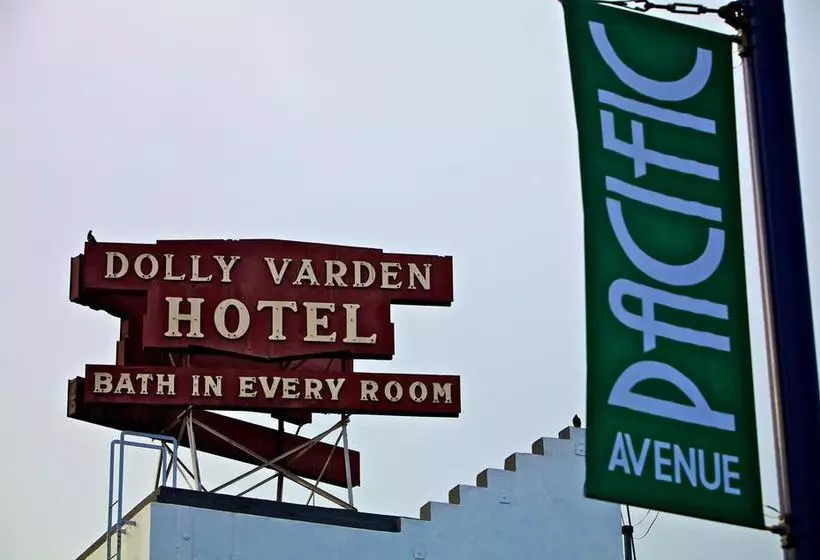 DOLLY VARDEN
HOTEL
BATH IN EVERY ROOM
PACIFIC
AVENUE